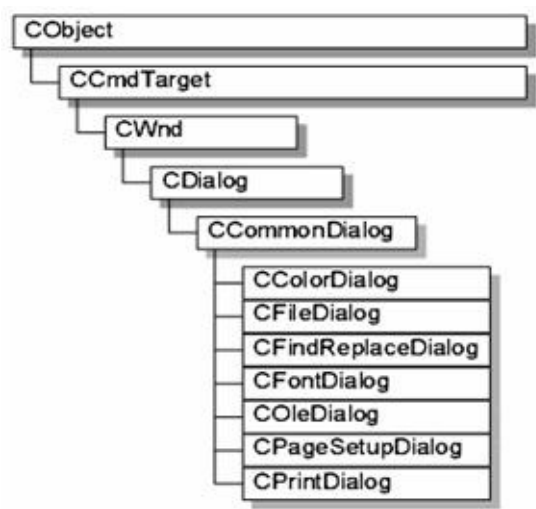 CObject
CCmdTarget
CWnd
CDialog
CCommonDialog
CColorDialog
CFileDialog
CFindReplaceDialog
CFontDialog
COleDialog
CPageSetupDialog
CPrintDialog